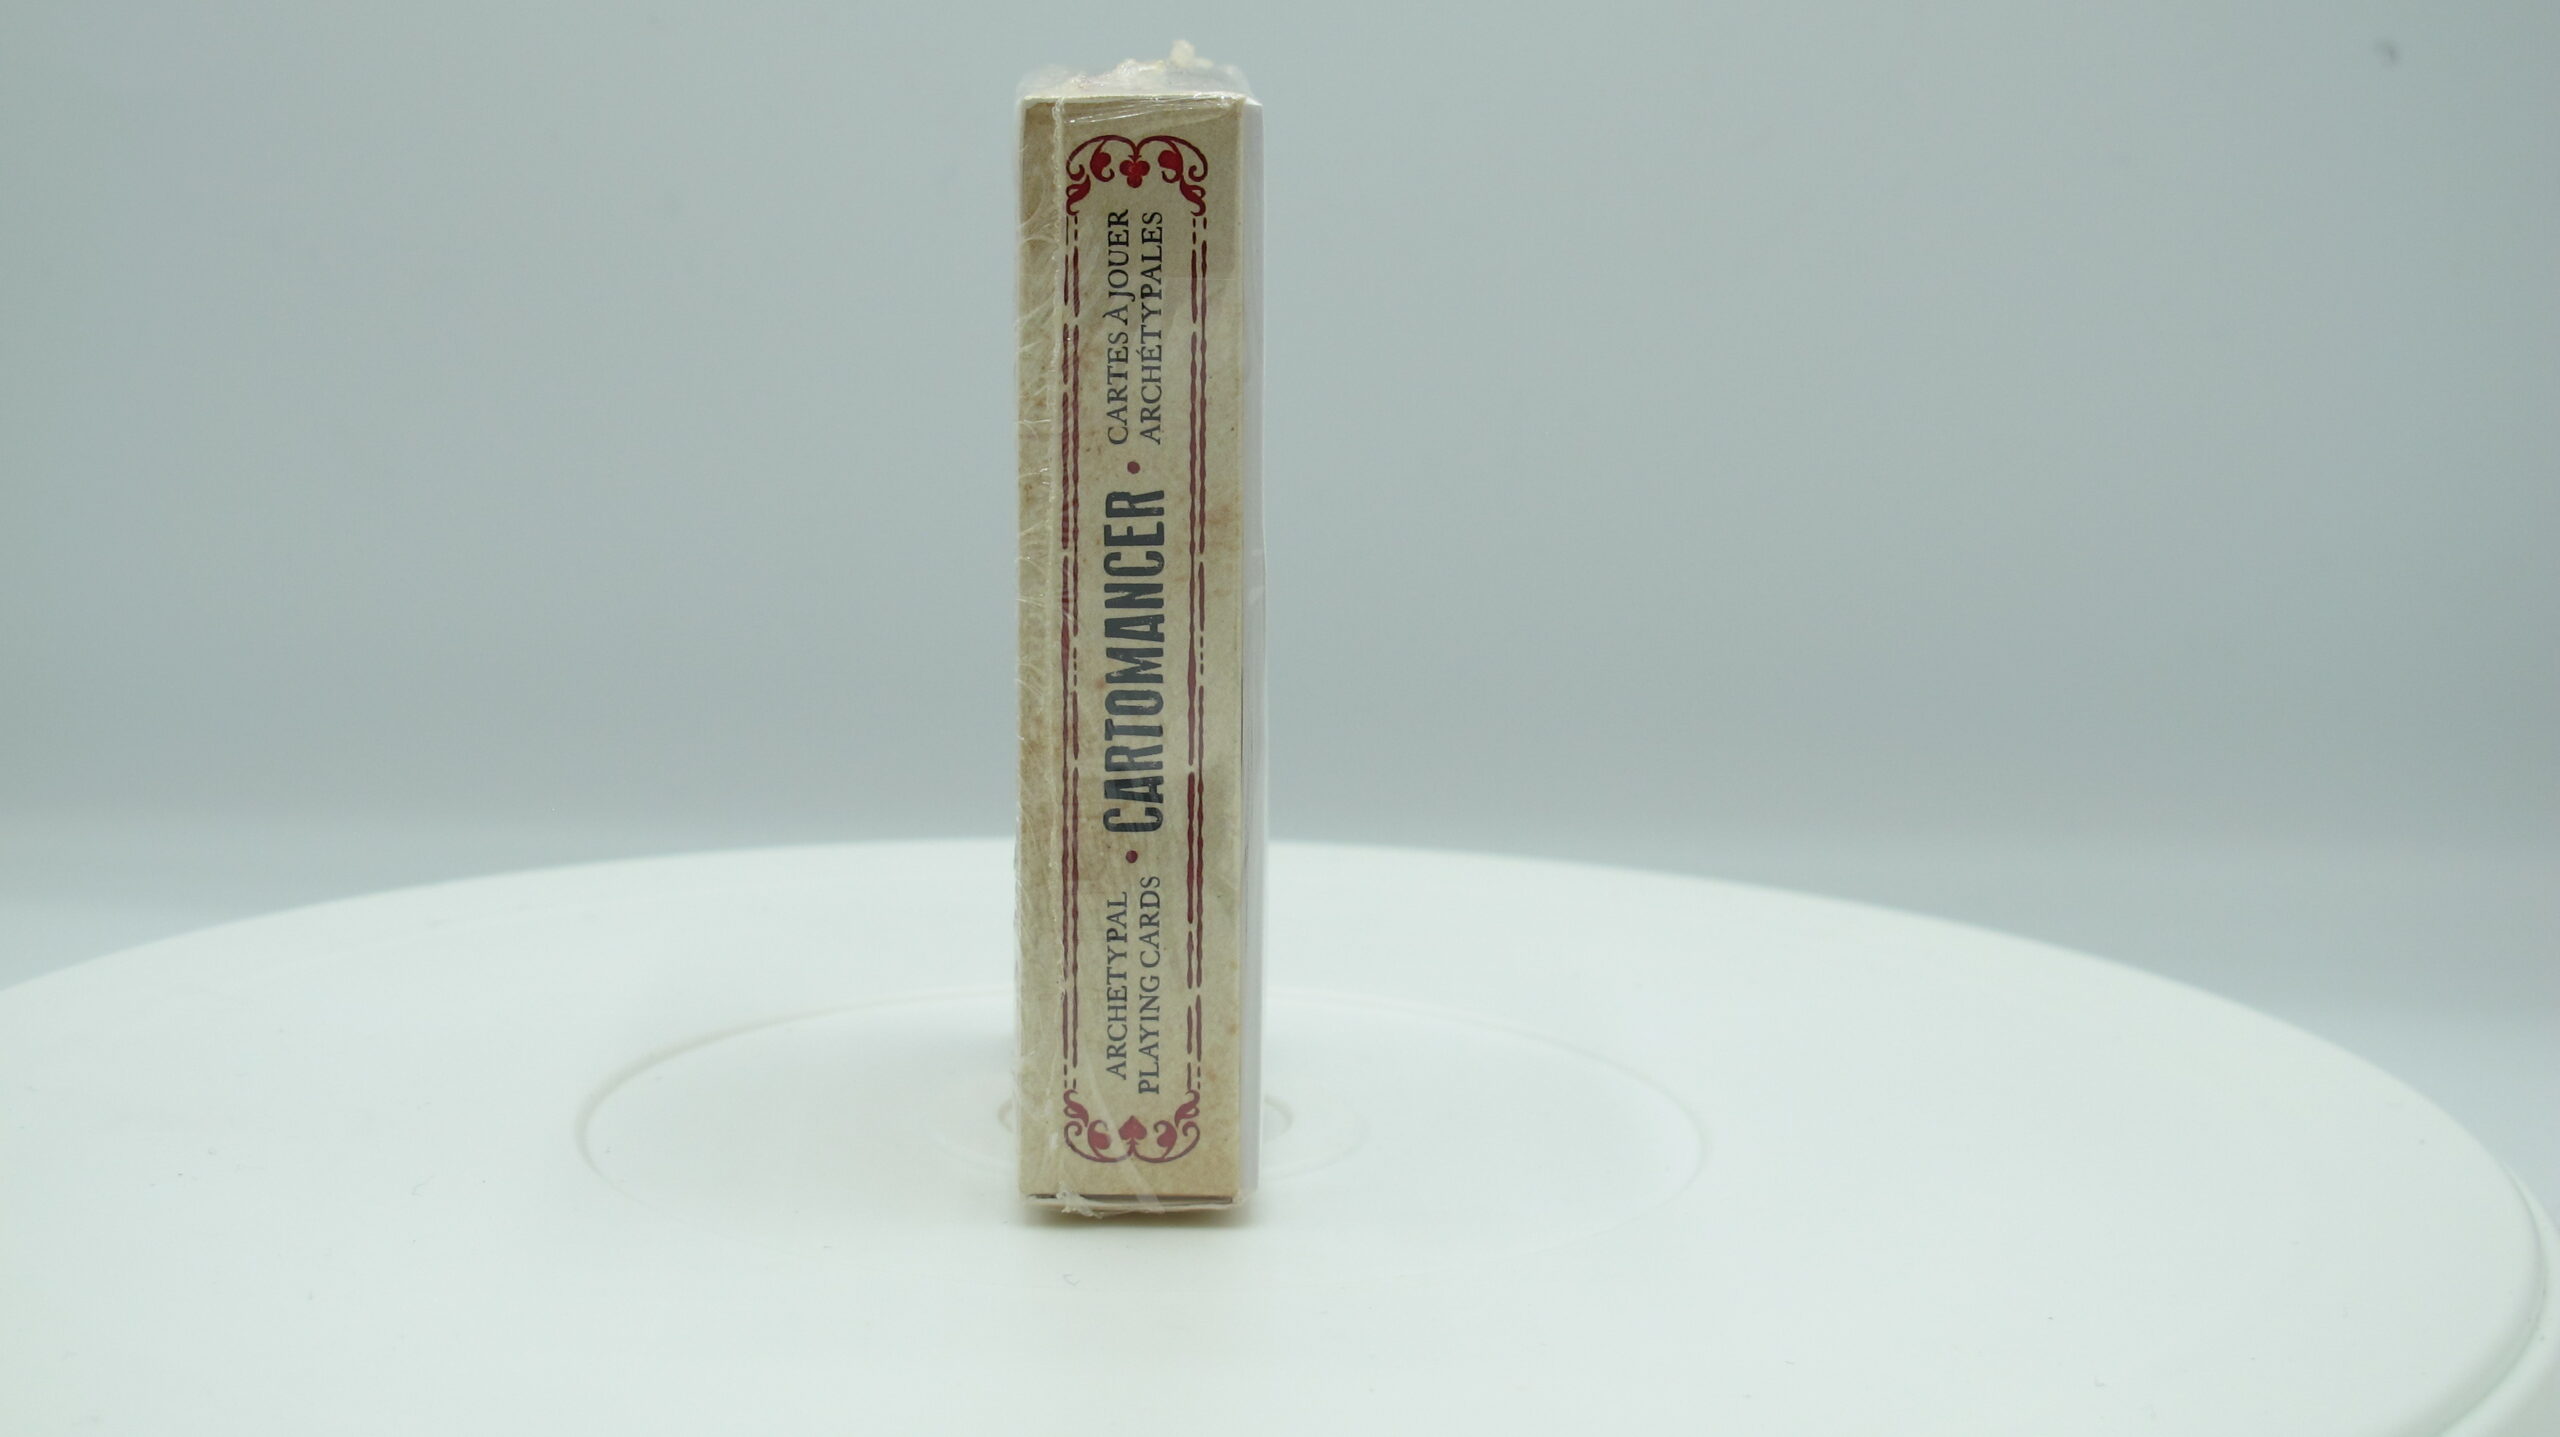 ARCHETYPAL
PLAYING CARDS
• CARTOMANCER •
CARTES À JOUER
ARCHÉTYPALES